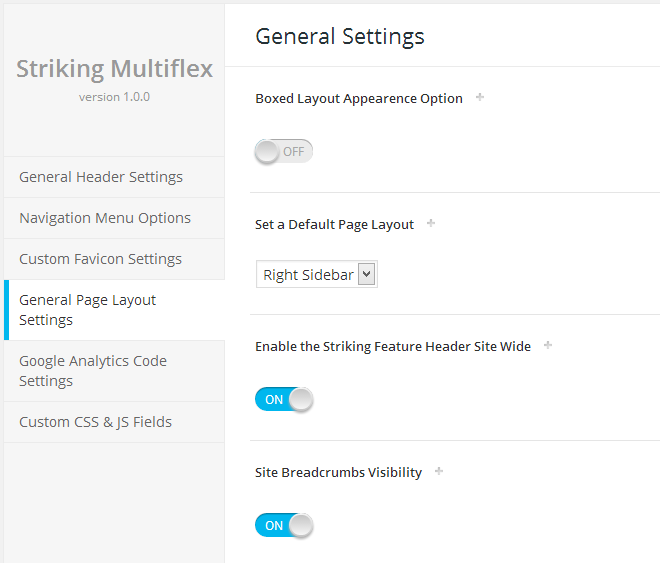 Striking Multiflex
version 1.0.0
General Header Settings
Navigation Menu Options
Custom Favicon Settings
General Page Layout
Settings
Google Analytics Code
Settings
Custom CSS & JS Fields
General Settings
Boxed Layout Appearence Option
OFF
Set a Default Page Layout
Right Sidebar
Enable the Striking Feature Header Site Wide
ON
Site Breadcrumbs Visibility
ON